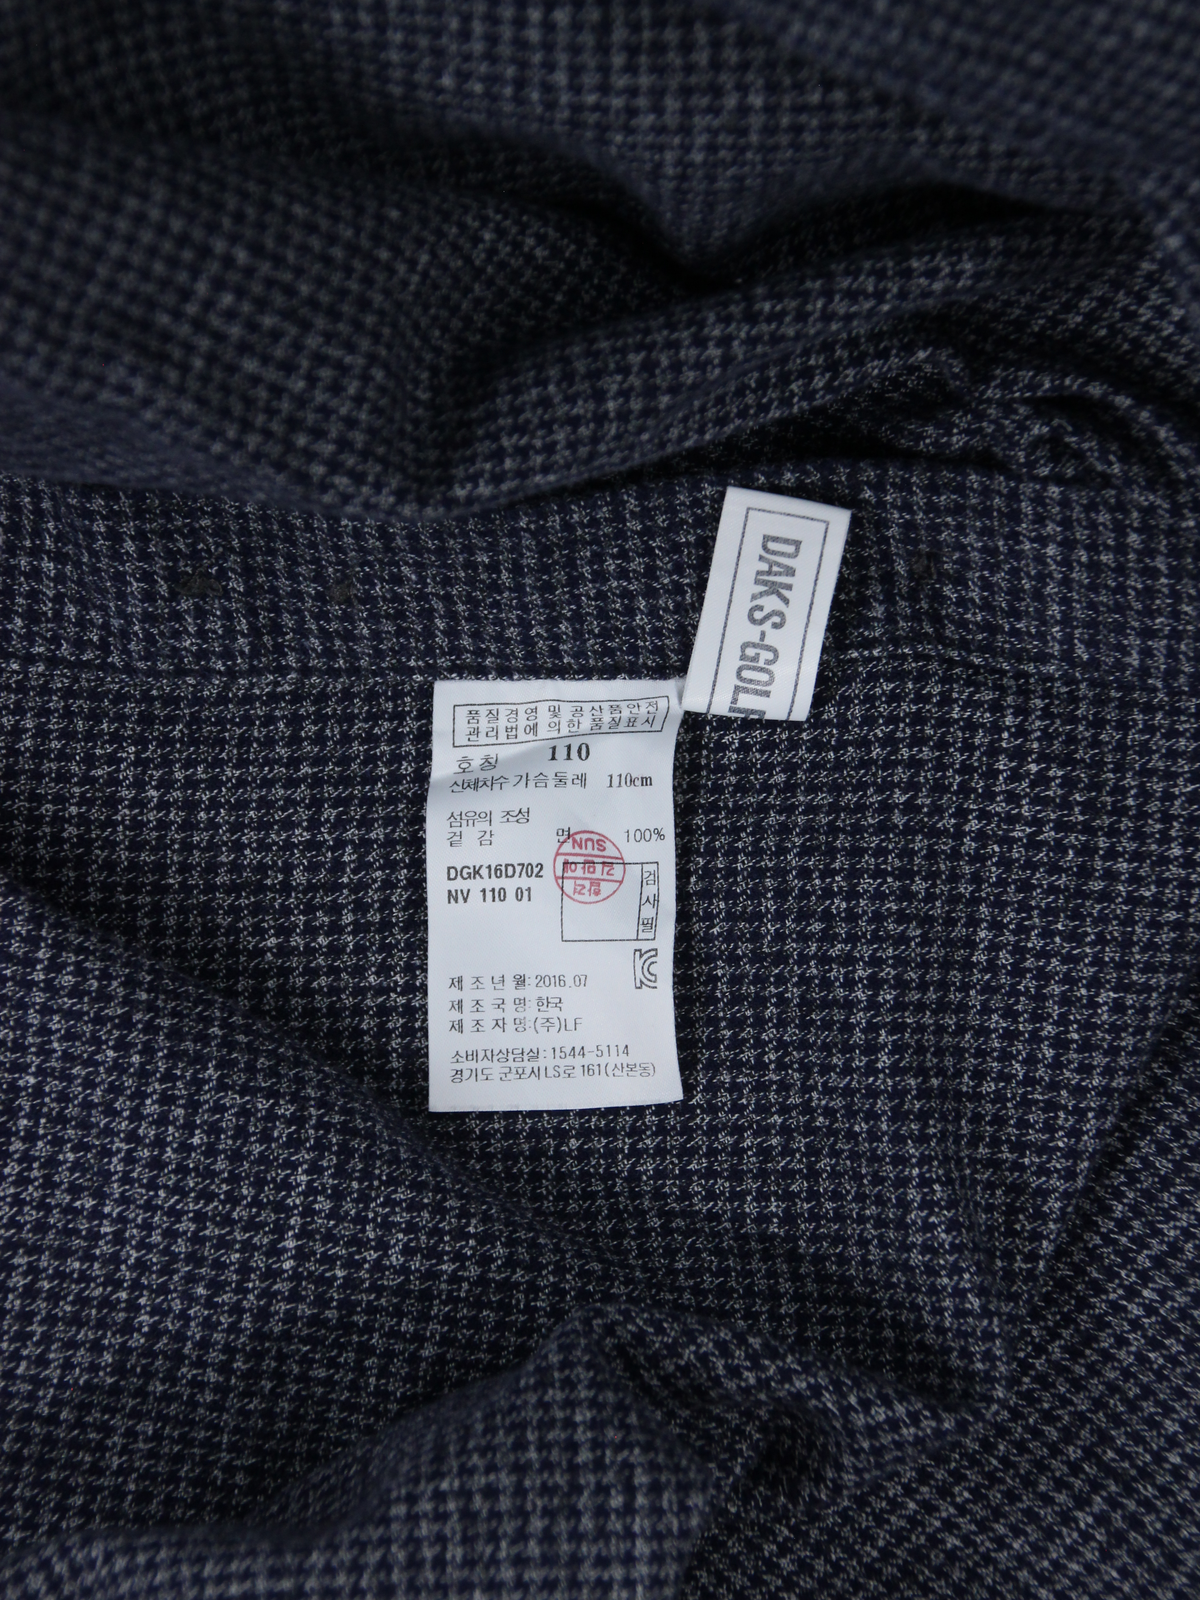 DAKS-GOLF
품질경영 및 공산품안전
관리법에 의한 품질표시
호칭 110
신체치수 가슴둘레 110cm
섬유의 조성
겉감 면 100%
SUN
합격
DGK16D702
NV 110 01
검사필
제조년월:2016.07
제조국명:한국
제조자명:(주)LF
소비자상담실:1544-5114
경기도 군포시 LS로 161(산본동)